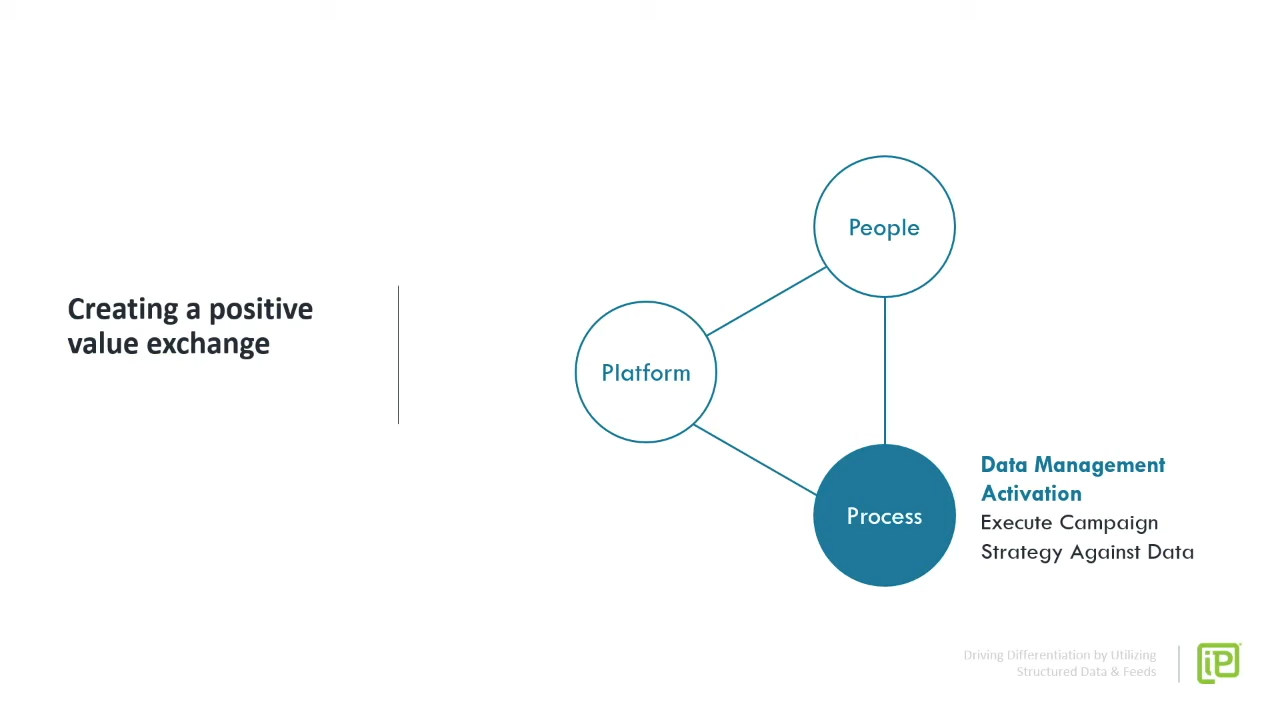 Creating a positive
value exchange
People
Platform
Process
Data Management
Activation
Execute Campaign
Strategy Against Data
Driving Differentiation by Utilizing
Structured Data & Feeds
iP